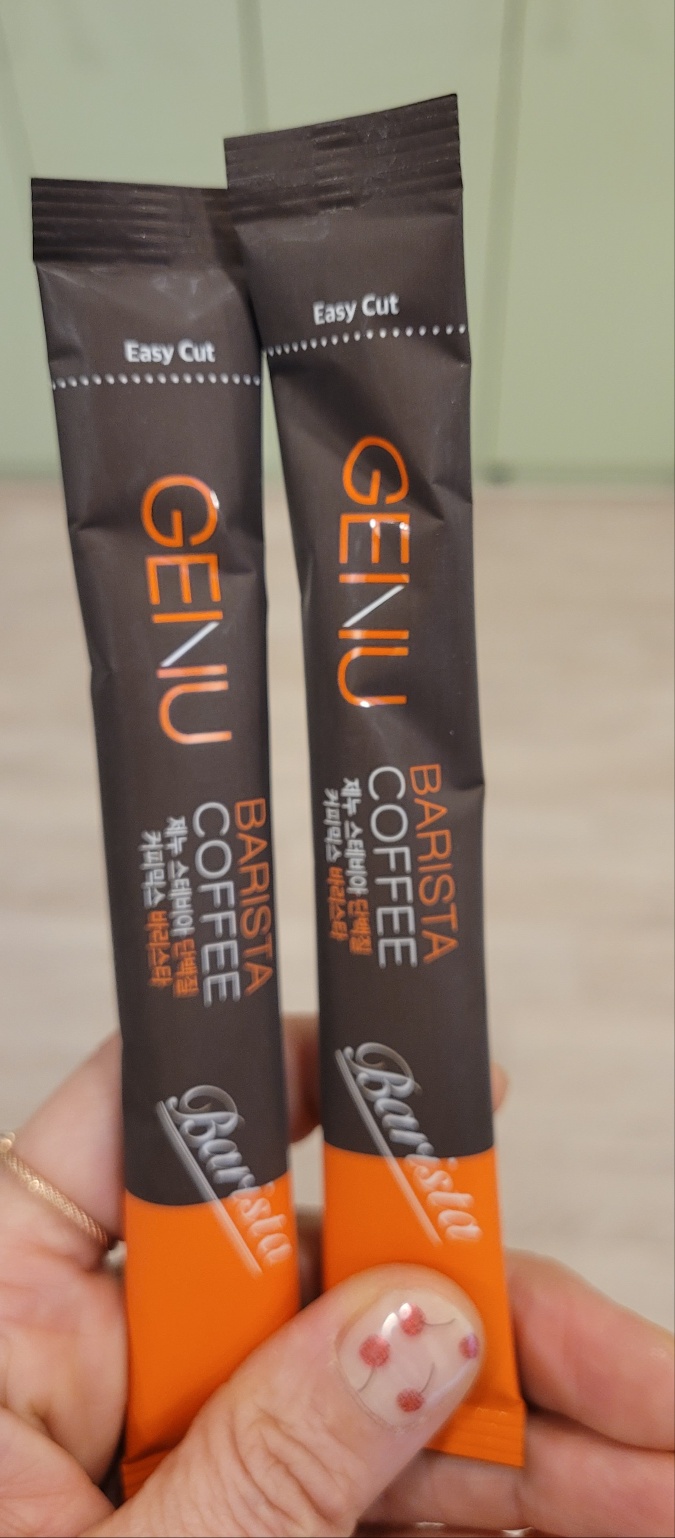 Easy Cut
GENIU
BARISTA
COFFEE
제누 스테비아 단백질
커피믹스 바리스타
Barista
Easy Cut
GENIU
BARISTA
COFFEE
제누 스테비아 단백질
커피믹스 바리스타
Barista